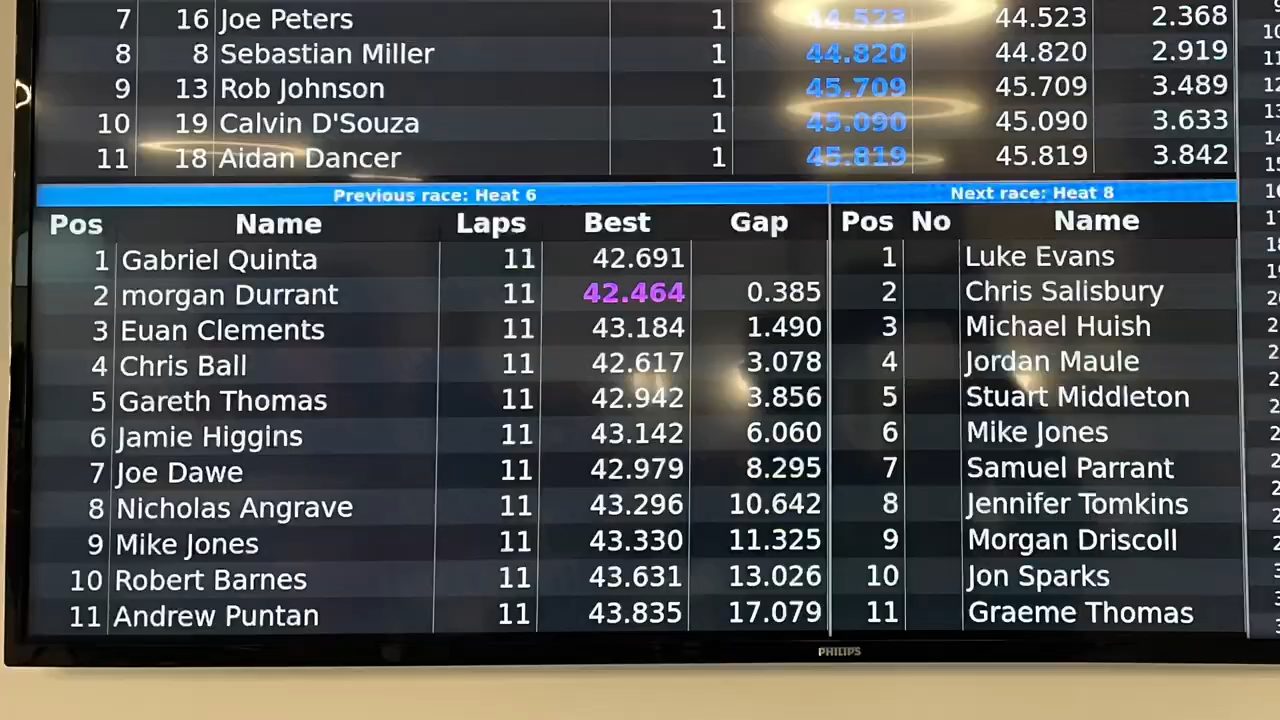 7 16 Joe Peters 1 44.523 44.523 2.368
8 8 Sebastian Miller 1 44.820 44.820 2.919
9 13 Rob Johnson 1 45.709 45.709 3.489
10 19 Calvin D'Souza 1 45.090 45.090 3.633
11 18 Aidan Dancer 1 45.819 45.819 3.842
Previous race: Heat 6 Next race: Heat 8
Pos Name Laps Best Gap Pos No Name
1 Gabriel Quinta 11 42.691 1 Luke Evans
2 morgan Durrant 11 42.464 0.385 2 Chris Salisbury
3 Euan Clements 11 43.184 1.490 3 Michael Huish
4 Chris Ball 11 42.617 3.078 4 Jordan Maule
5 Gareth Thomas 11 42.942 3.856 5 Stuart Middleton
6 Jamie Higgins 11 43.142 6.060 6 Mike Jones
7 Joe Dawe 11 42.979 8.295 7 Samuel Parrant
8 Nicholas Angrave 11 43.296 10.642 8 Jennifer Tomkins
9 Mike Jones 11 43.330 11.325 9 Morgan Driscoll
10 Robert Barnes 11 43.631 13.026 10 Jon Sparks
11 Andrew Puntan 11 43.835 17.079 11 Graeme Thomas
PHILIPS